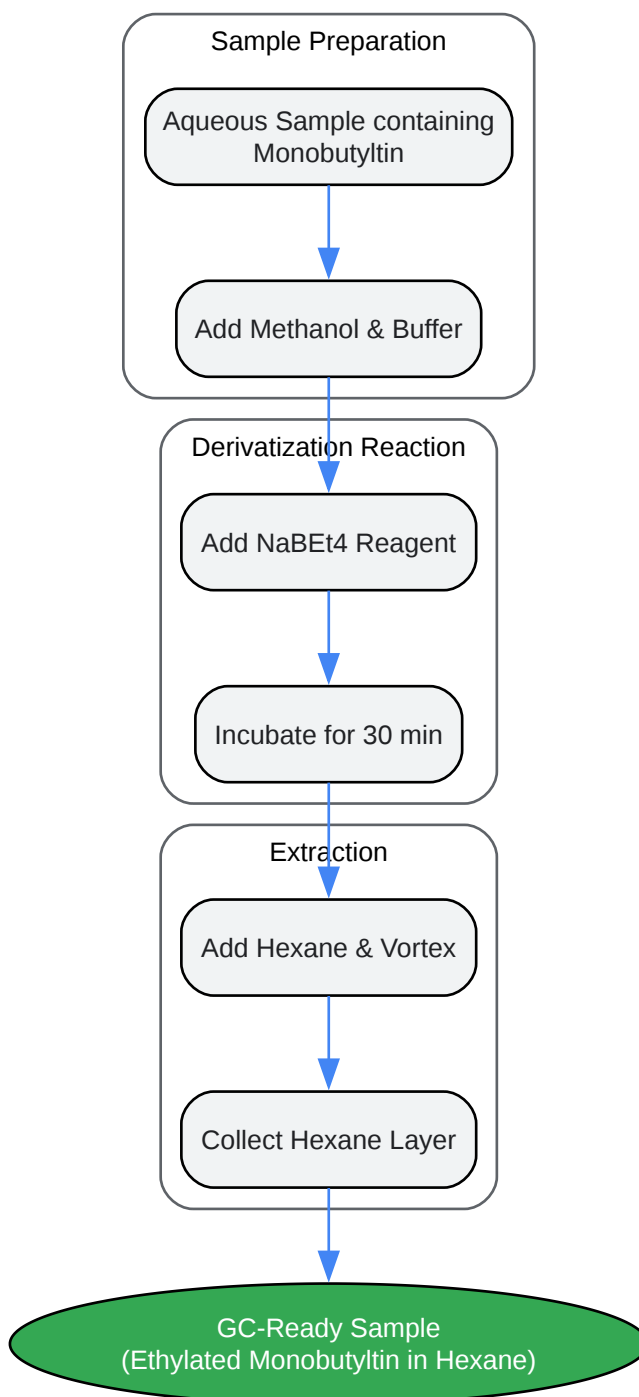 Sample Preparation
Aqueous Sample containing
Monobutyltin
Add Methanol & Buffer
Derivatization Reaction
Add NaBEt4 Reagent
Incubate for 30 min
Extraction
Add Hexane & Vortex
Collect Hexane Layer
GC-Ready Sample
(Ethylated Monobutyltin in Hexane)